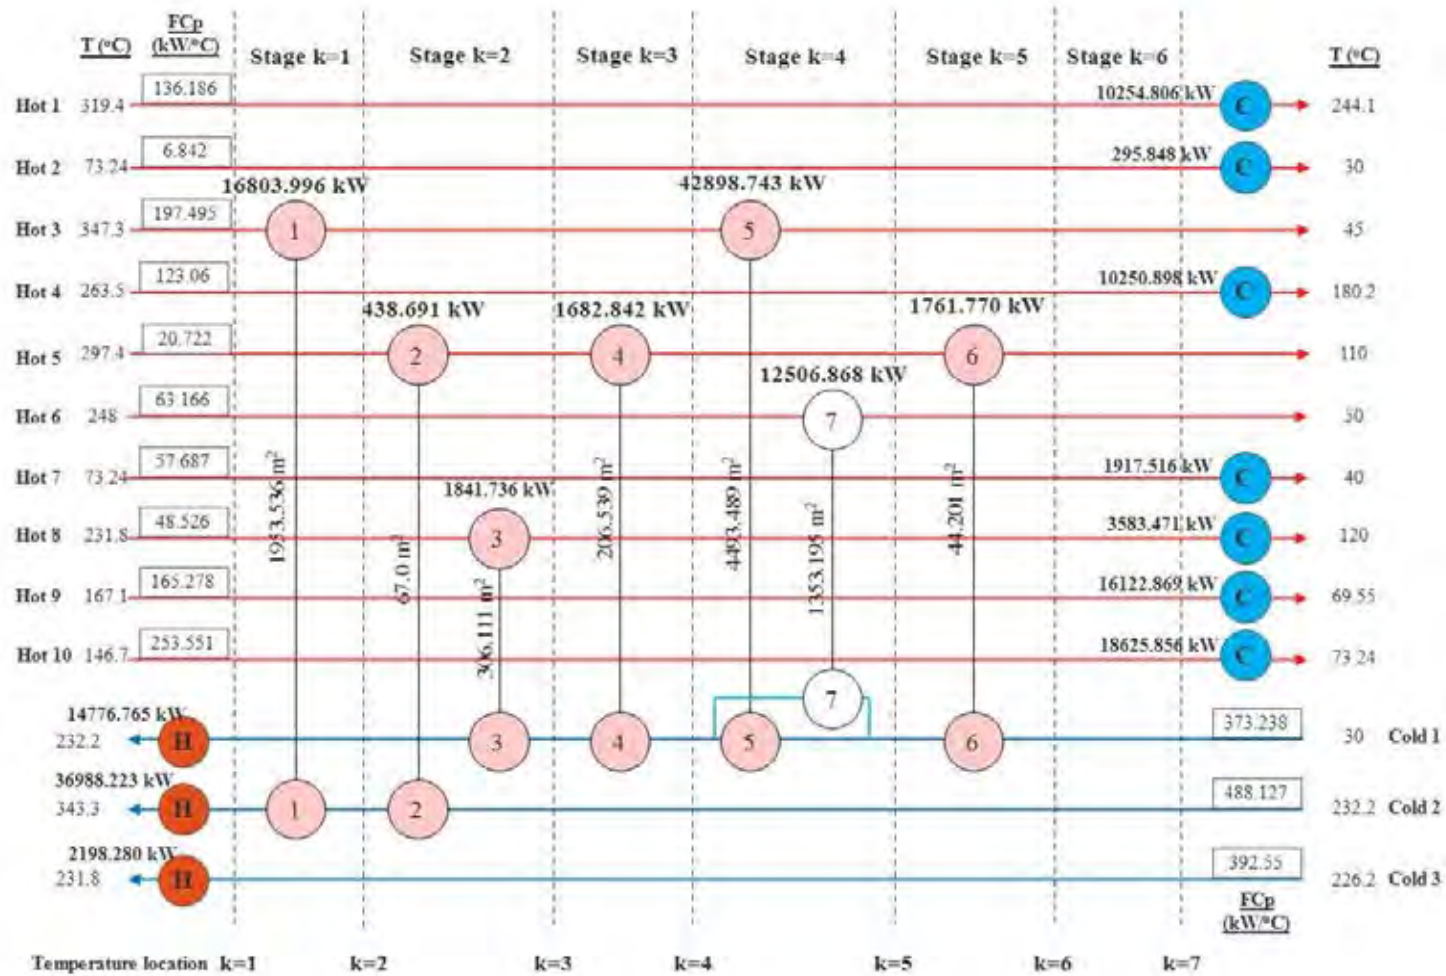 FCp
T (°C) (kW/°C) Stage k=1 Stage k=2 Stage k=3 Stage k=4 Stage k=5 Stage k=6 T (°C)
136.186
Hot 1 319.4 10254.806 kW C 244.1
6.842
Hot 2 73.24 295.848 kW C 30
16803.996 kW 42898.743 kW
197.495
Hot 3 347.3 1 5 45
123.06
Hot 4 263.5 10250.898 kW C 180.2
438.691 kW 1682.842 kW 1761.770 kW
20.722
Hot 5 297.4 2 4 6 110
12506.868 kW
63.166
Hot 6 248 7 50
57.687
Hot 7 73.24 1917.516 kW C 40
1841.736 kW
48.526
Hot 8 231.8 3 3583.471 kW C 120
1953.536 m²
67.0 m²
306.111 m²
206.539 m²
4493.489 m²
1353.195 m²
44.201 m²
165.278
Hot 9 167.1 16122.869 kW C 69.55
253.551
Hot 10 146.7 18625.856 kW C 73.24
7
14776.765 kW 373.238
232.2 H 3 4 5 6 30 Cold 1
36988.223 kW 488.127
343.3 H 1 2 232.2 Cold 2
2198.280 kW 392.55
231.8 H 226.2 Cold 3
FCp
(kW/°C)
Temperature location k=1 k=2 k=3 k=4 k=5 k=6 k=7